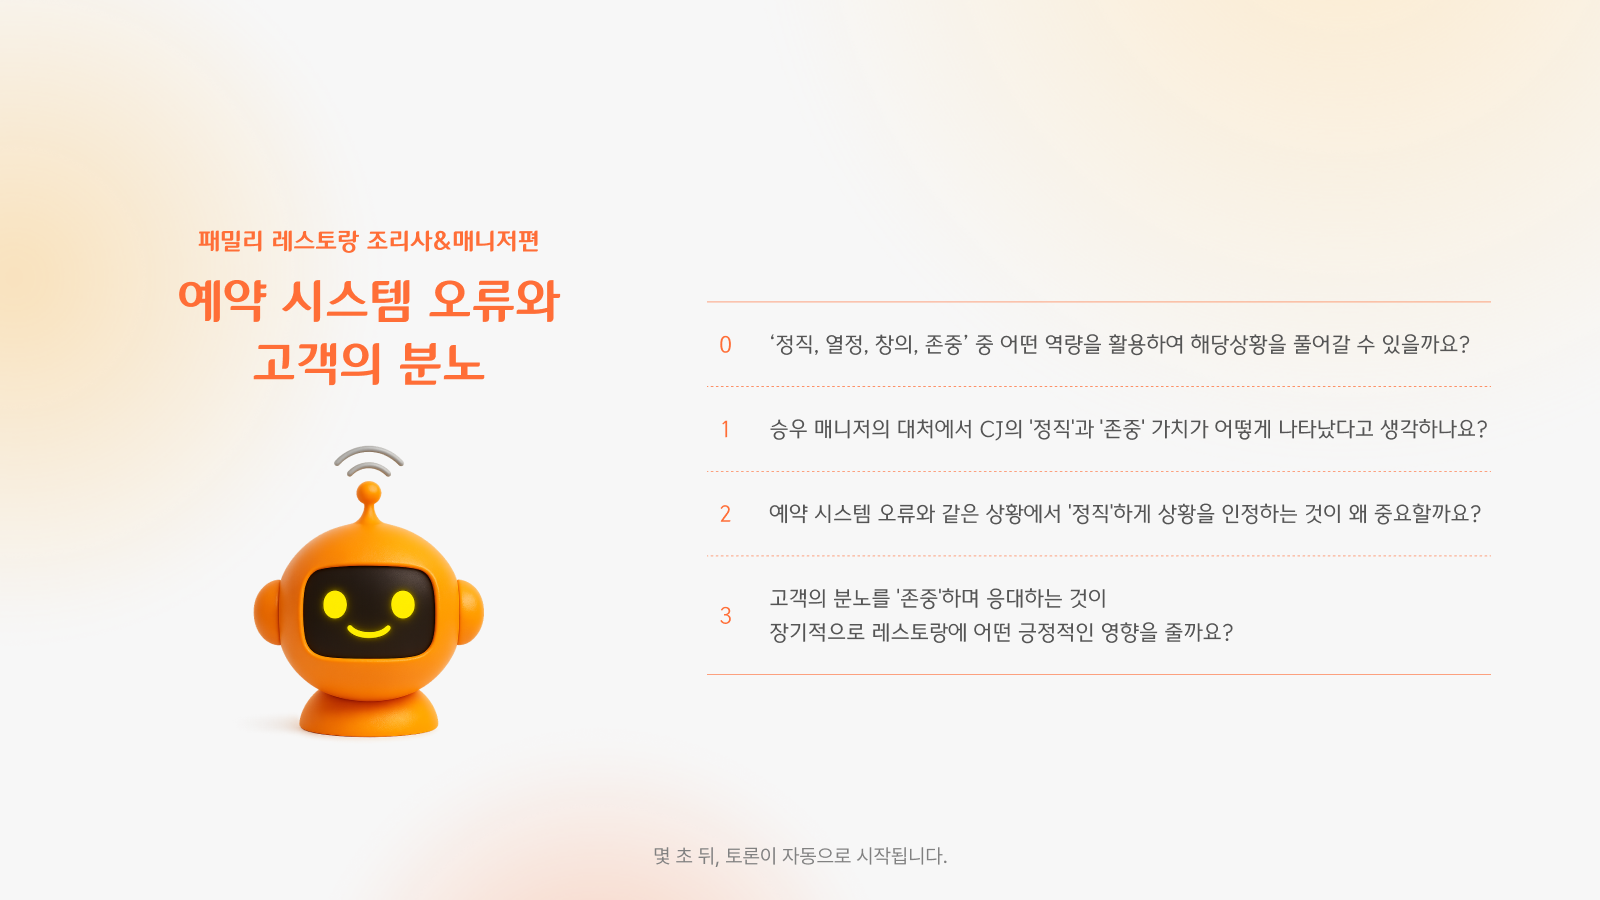 패밀리 레스토랑 조리사&매니저편
예약 시스템 오류와
고객의 분노
0 ‘정직, 열정, 창의, 존중’ 중 어떤 역량을 활용하여 해당상황을 풀어갈 수 있을까요?
1 승우 매니저의 대처에서 CJ의 '정직'과 '존중' 가치가 어떻게 나타났다고 생각하나요?
2 예약 시스템 오류와 같은 상황에서 '정직'하게 상황을 인정하는 것이 왜 중요할까요?
3 고객의 분노를 '존중'하며 응대하는 것이
장기적으로 레스토랑에 어떤 긍정적인 영향을 줄까요?
몇 초 뒤, 토론이 자동으로 시작됩니다.